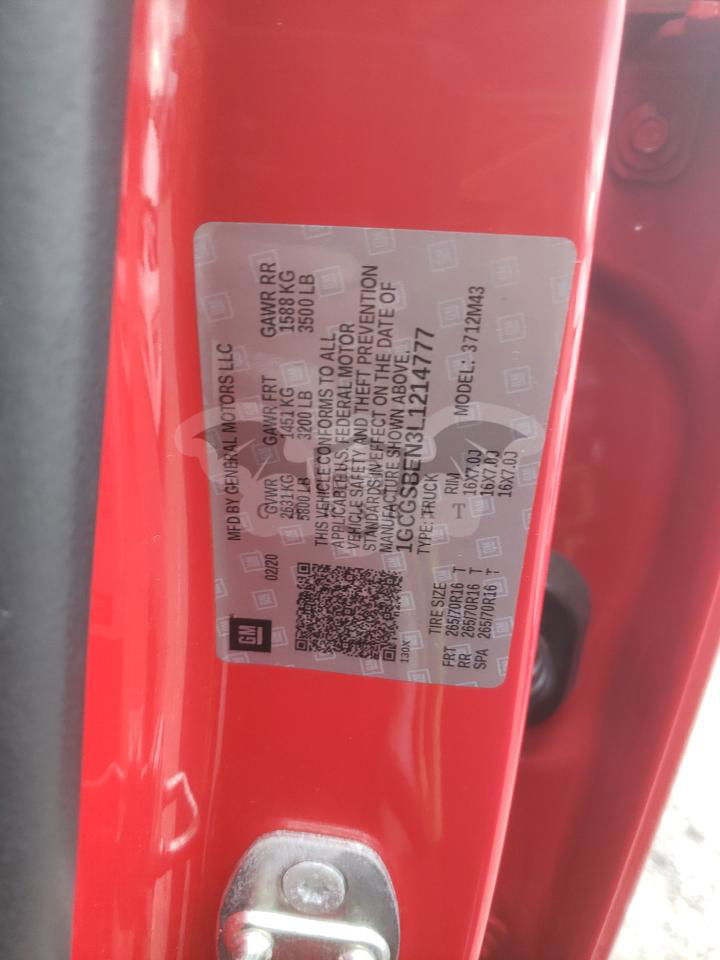 MFD BY GENERAL MOTORS LLC
02/20 GVWR GAWR FRT GAWR RR
2631 KG 1451 KG 1588 KG
5800 LB 3200 LB 3500 LB
THIS VEHICLE CONFORMS TO ALL
APPLICABLE U.S. FEDERAL MOTOR
VEHICLE SAFETY AND THEFT PREVENTION
STANDARDS IN EFFECT ON THE DATE OF
MANUFACTURE SHOWN ABOVE.
1GCGSBEN3L1214777
TYPE: TRUCK MODEL: 3712M43
TIRE SIZE RIM
FRT 265/70R16 T 16X7.0J
RR 265/70R16 T 16X7.0J
SPA 265/70R16 T 16X7.0J
GM
130X